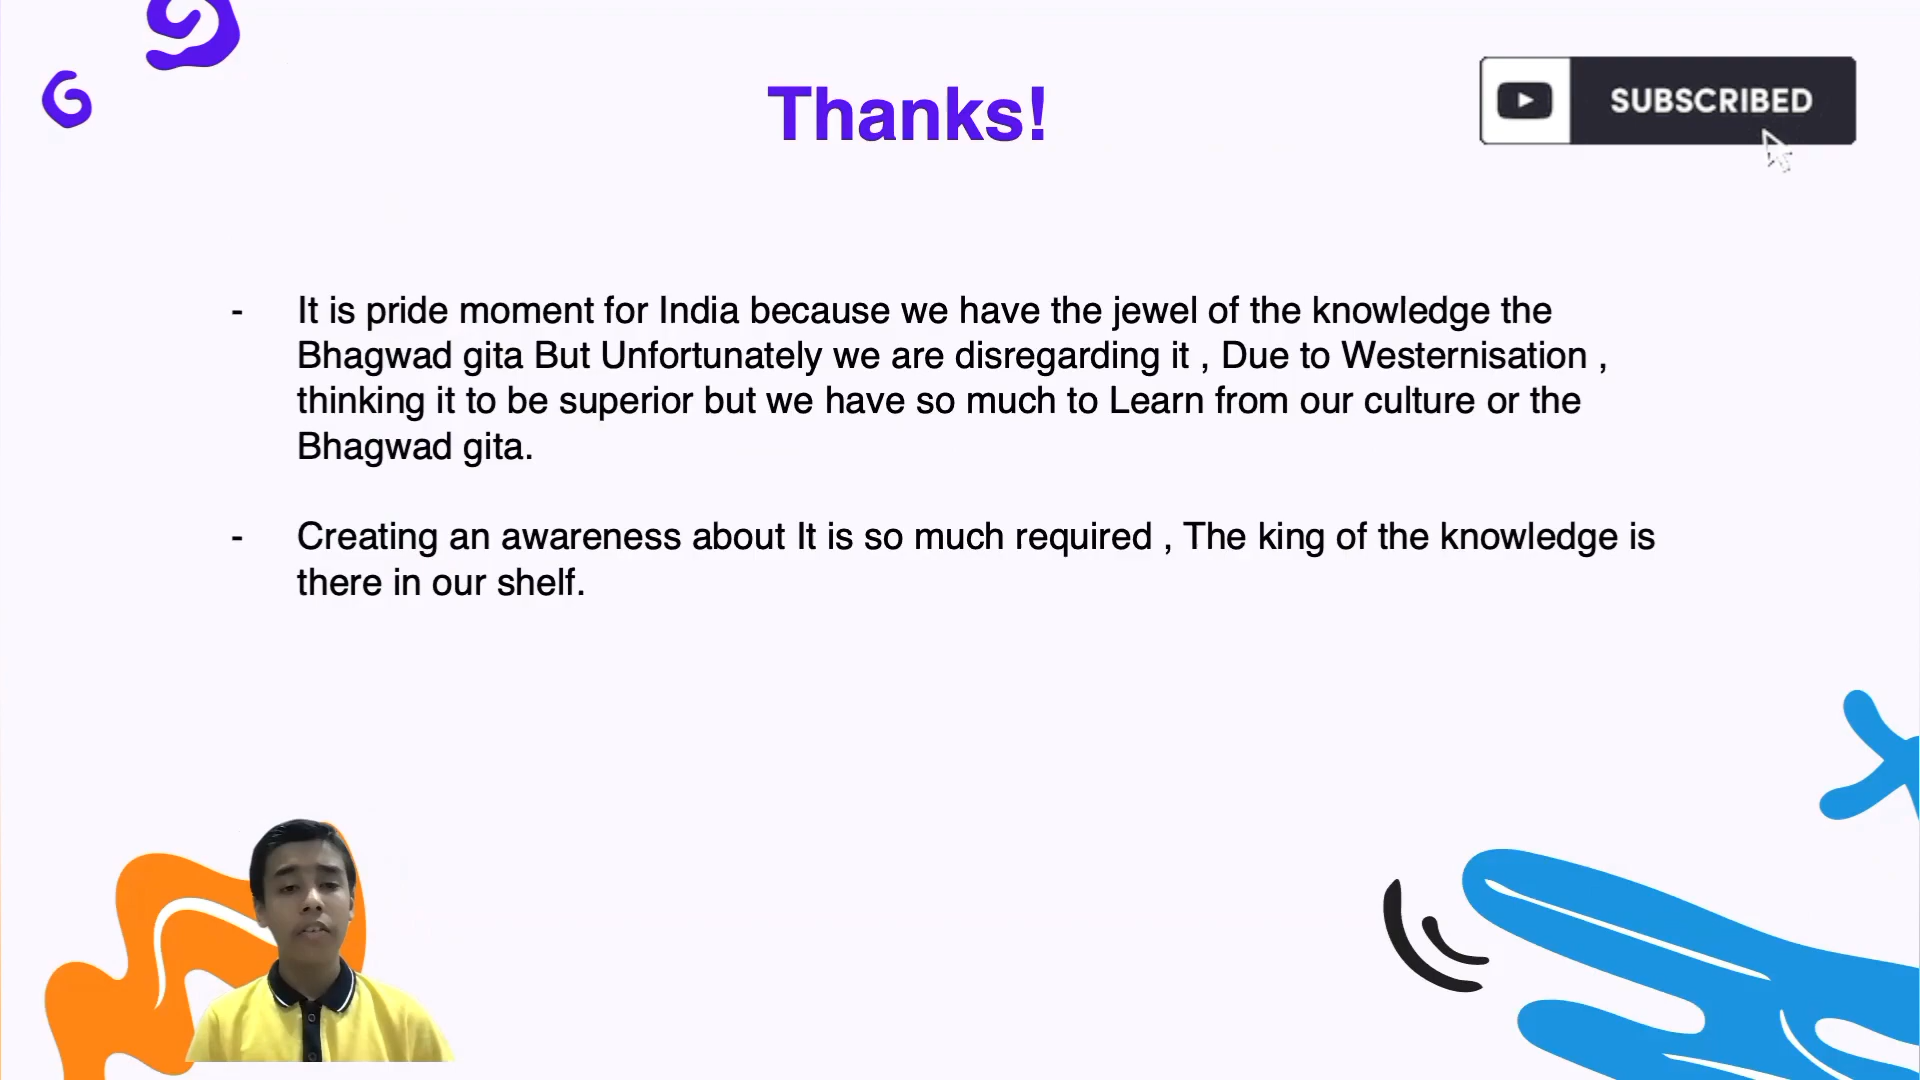 Thanks!
SUBSCRIBED
- It is pride moment for India because we have the jewel of the knowledge the
Bhagwad gita But Unfortunately we are disregarding it , Due to Westernisation ,
thinking it to be superior but we have so much to Learn from our culture or the
Bhagwad gita.
- Creating an awareness about It is so much required , The king of the knowledge is
there in our shelf.